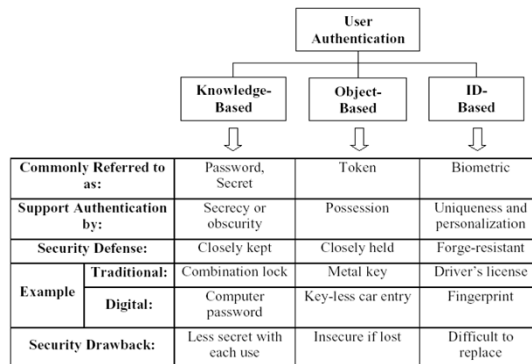 User
Authentication
Knowledge-
Based
Object-
Based
ID-
Based
Commonly Referred to
as:
Password,
Secret
Token
Biometric
Support Authentication
by:
Secrecy or
obscurity
Possession
Uniqueness and
personalization
Security Defense:
Closely kept
Closely held
Forge-resistant
Example
Traditional:
Combination lock
Metal key
Driver's license
Digital:
Computer
password
Key-less car entry
Fingerprint
Security Drawback:
Less secret with
each use
Insecure if lost
Difficult to
replace